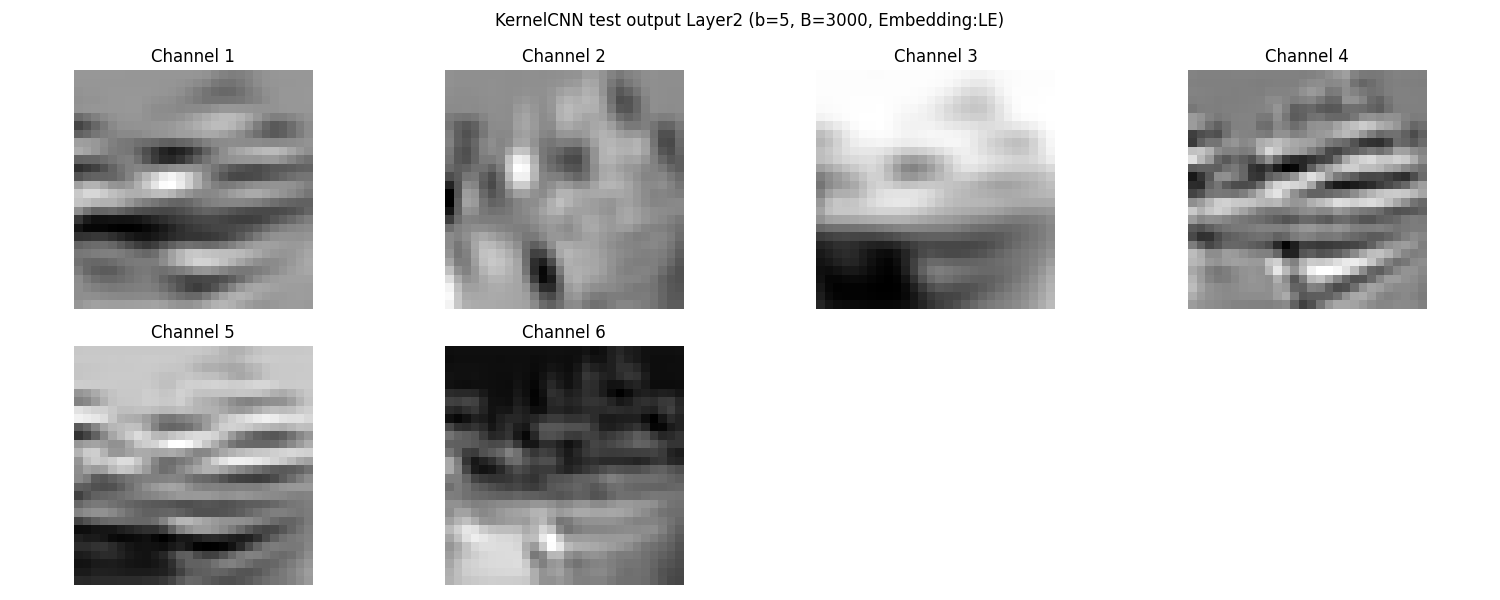 KernelCNN test output Layer2 (b=5, B=3000, Embedding:LE)
Channel 1
Channel 2
Channel 3
Channel 4
Channel 5
Channel 6